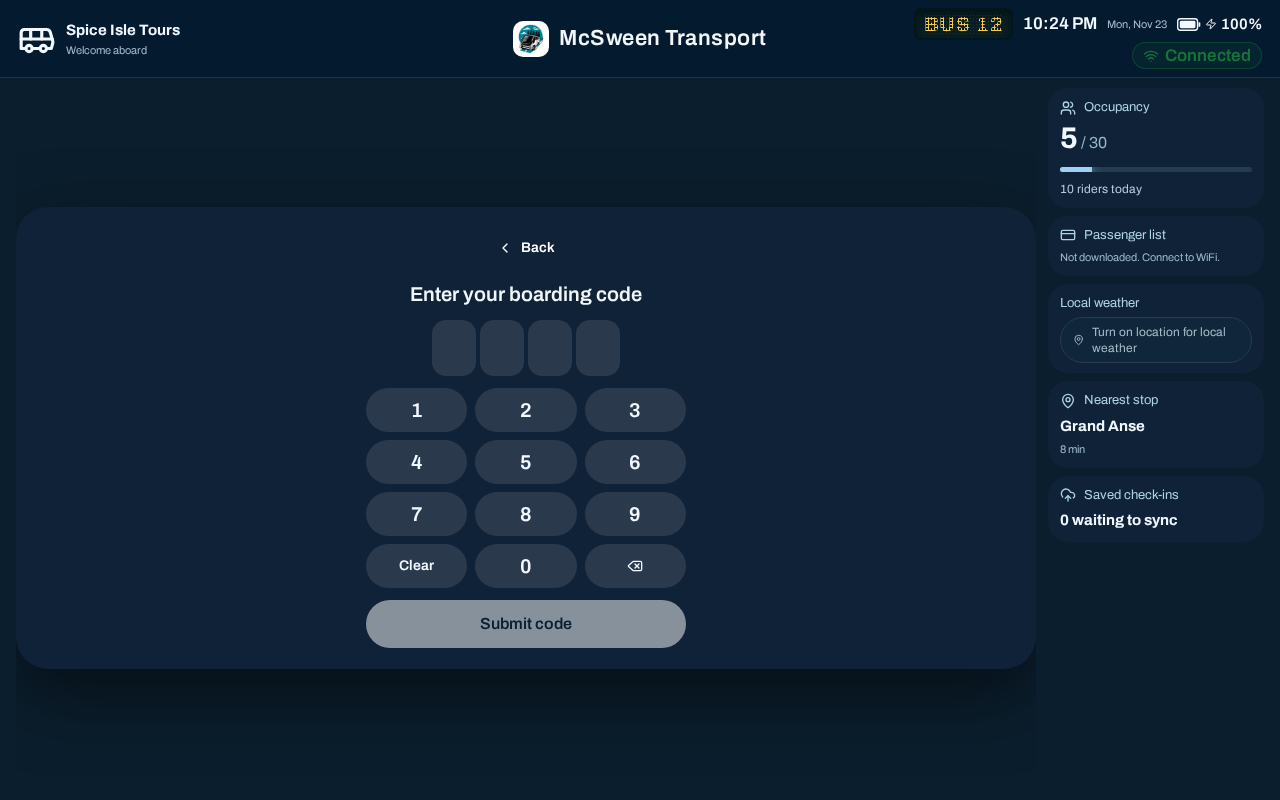 Spice Isle Tours
Welcome aboard
McSween Transport
BUS 12
10:24 PM
Mon, Nov 23
100%
Connected
Back
Enter your boarding code
1
2
3
4
5
6
7
8
9
Clear
0
Submit code
Occupancy
5 / 30
10 riders today
Passenger list
Not downloaded. Connect to WiFi.
Local weather
Turn on location for local
weather
Nearest stop
Grand Anse
8 min
Saved check-ins
0 waiting to sync